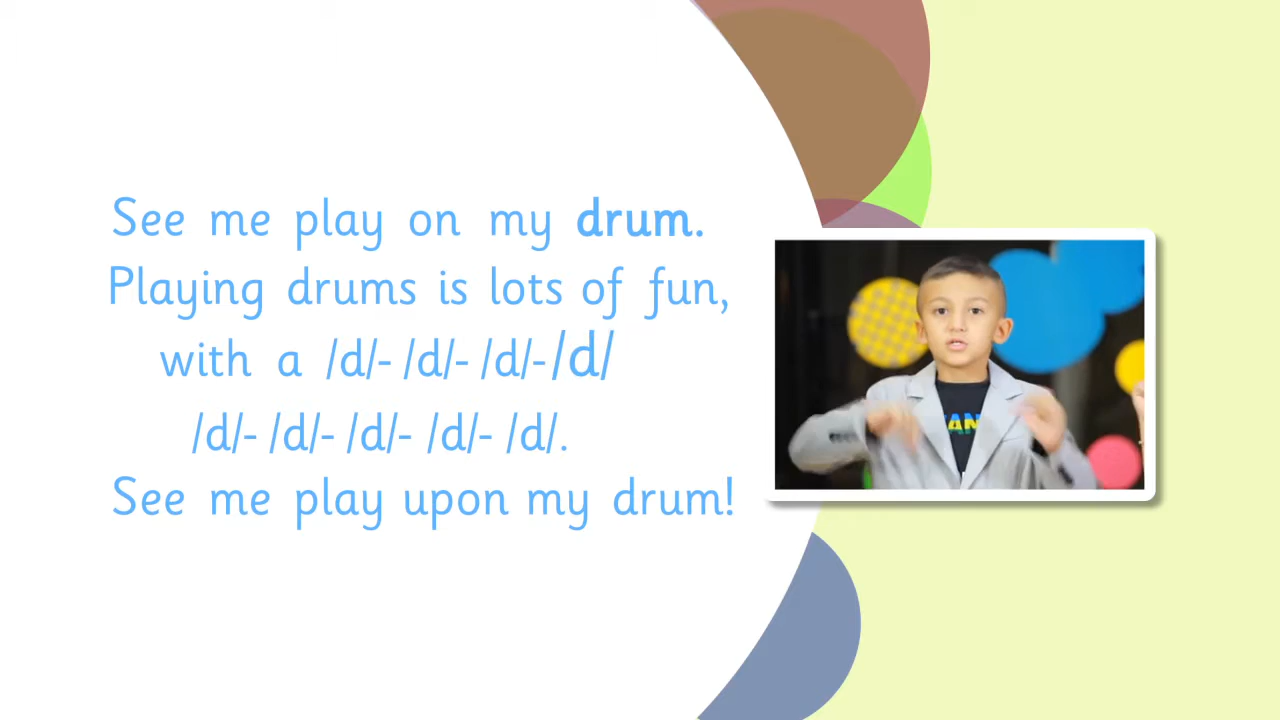 See me play on my drum.
Playing drums is lots of fun,
with a /d/- /d/- /d/- /d/
/d/- /d/- /d/- /d/- /d/.
See me play upon my drum!